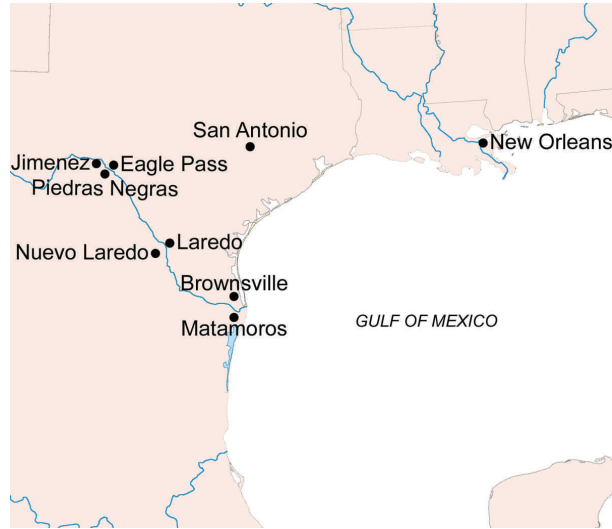 San Antonio
New Orleans
Jimenez
Eagle Pass
Piedras Negras
Laredo
Nuevo Laredo
Brownsville
Matamoros
GULF OF MEXICO